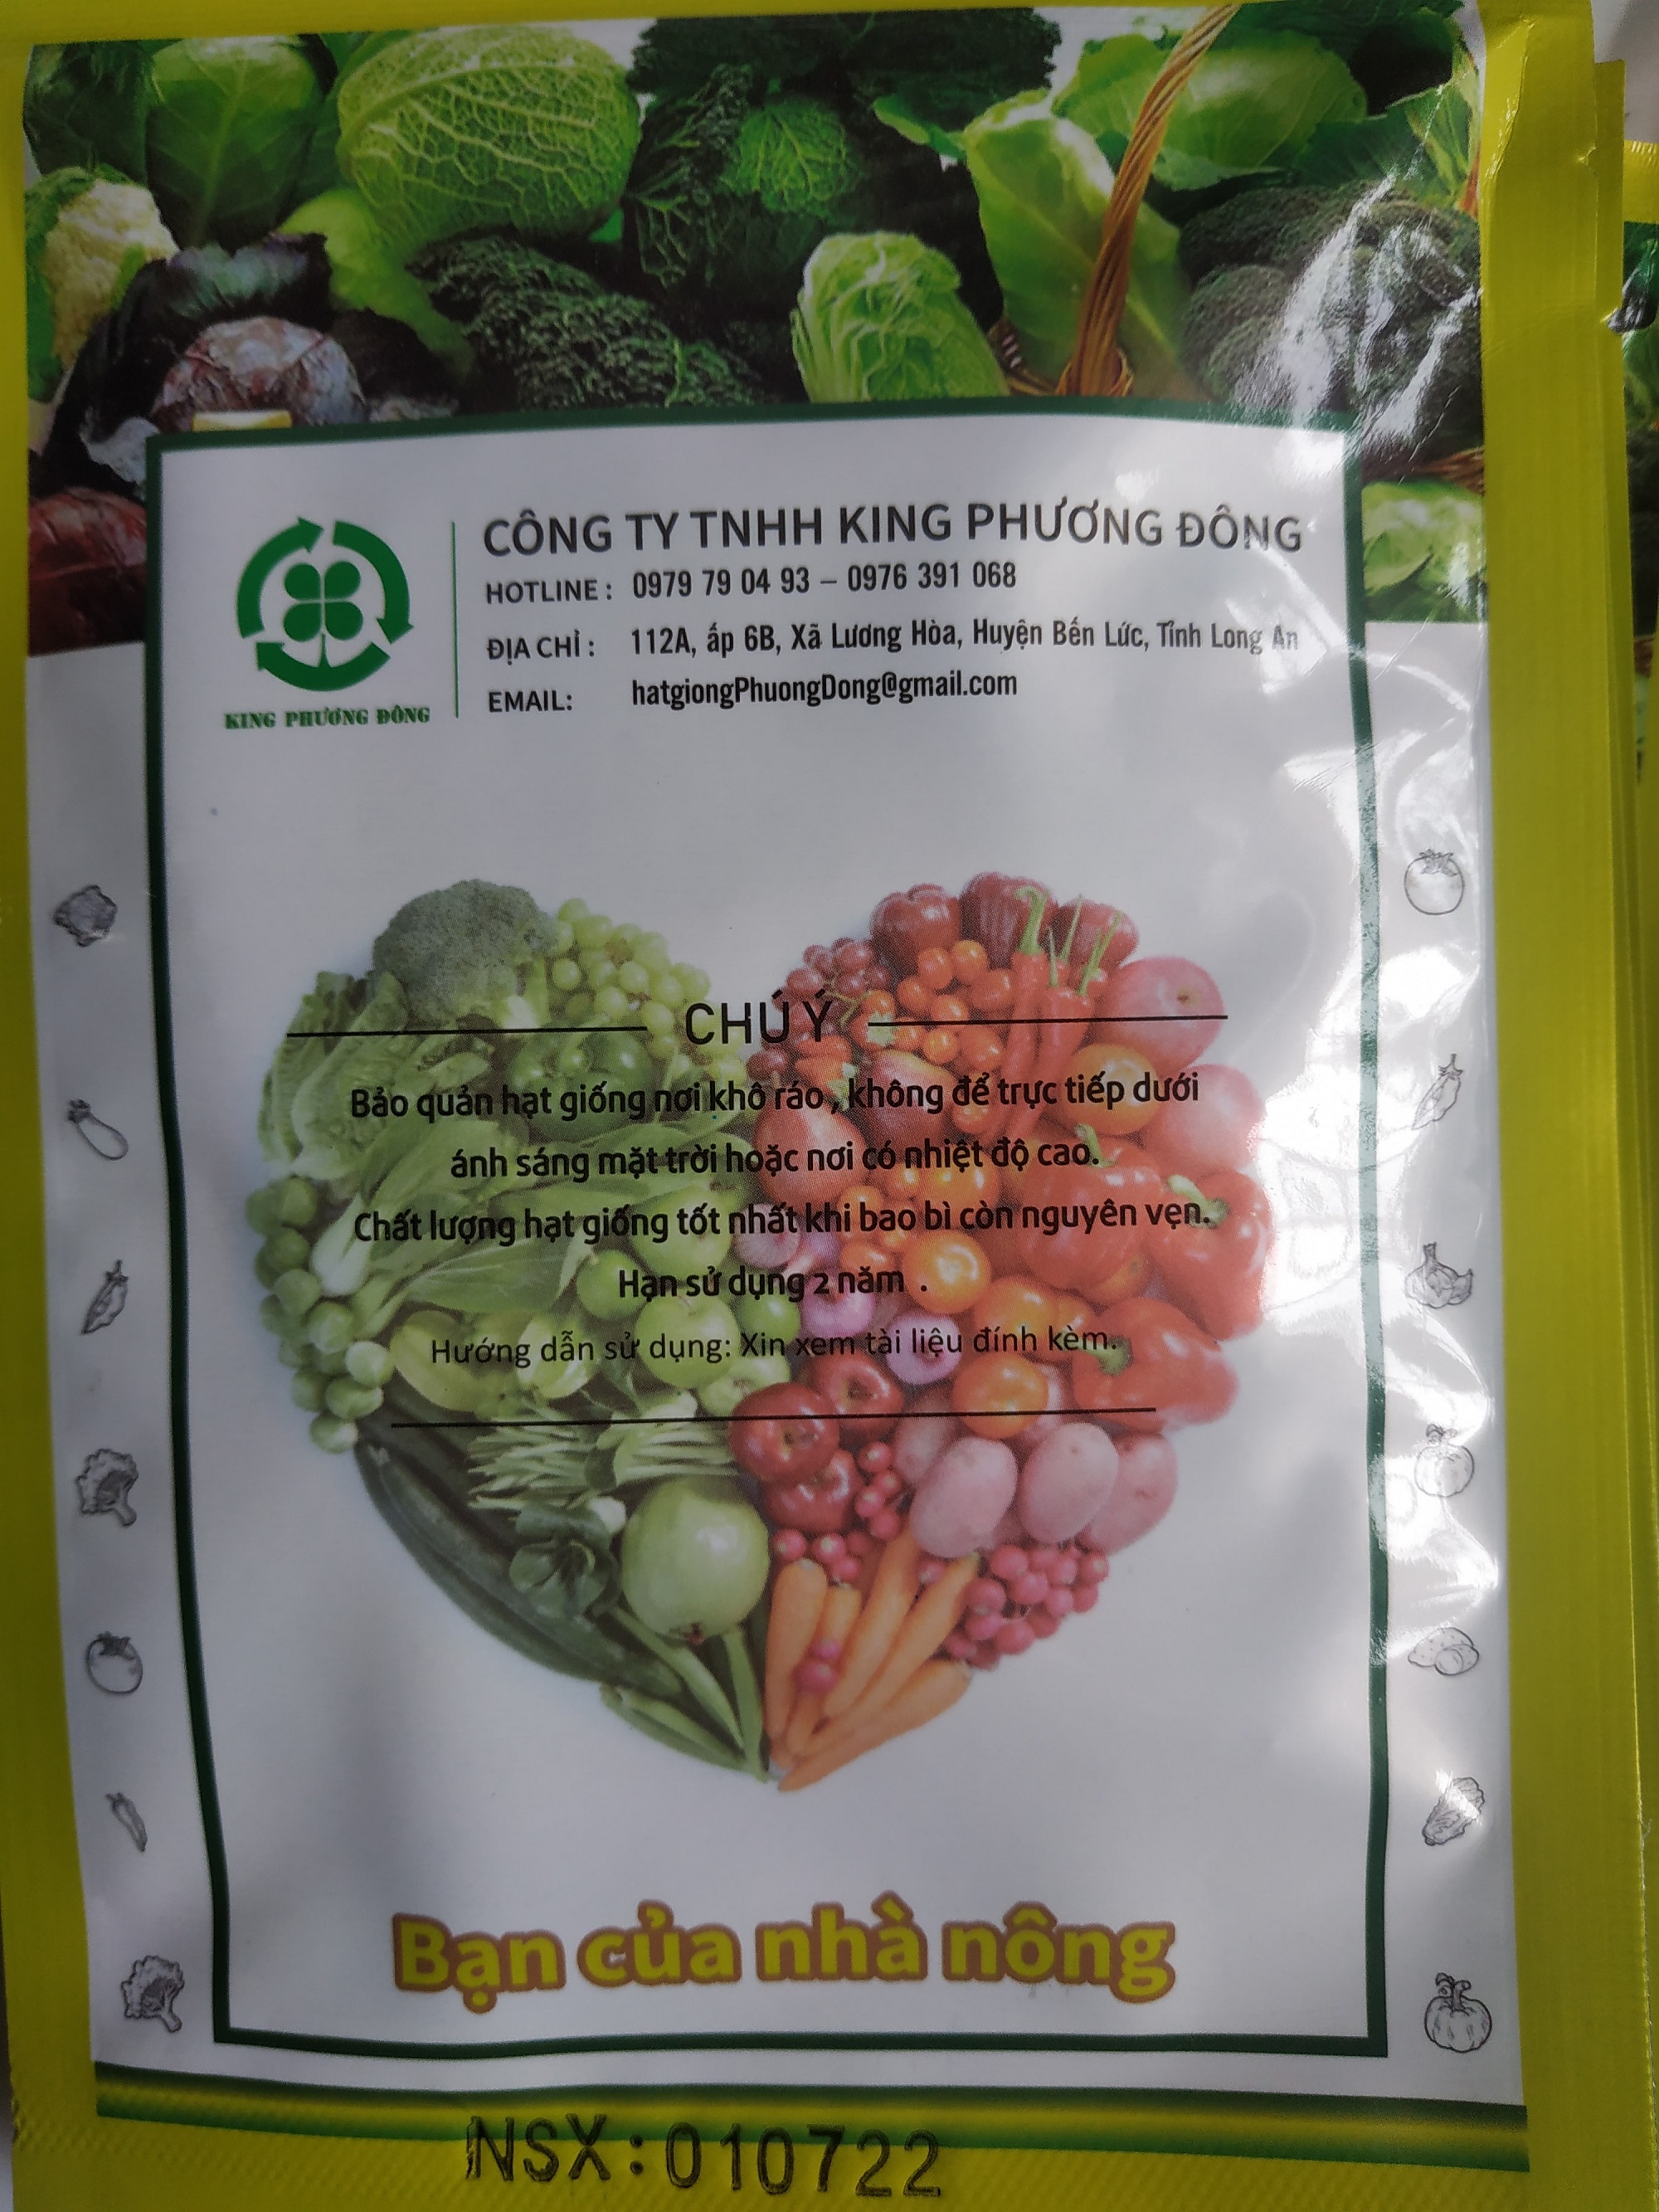 CÔNG TY TNHH KING PHƯƠNG ĐÔNG
HOTLINE : 0979 79 04 93 – 0976 391 068
ĐỊA CHỈ : 112A, ấp 6B, Xã Lương Hòa, Huyện Bến Lức, Tỉnh Long An
EMAIL: hatgiongPhuongDong@gmail.com
KING PHƯƠNG ĐÔNG
CHÚ Ý
Bảo quản hạt giống nơi khô ráo , không để trực tiếp dưới
ánh sáng mặt trời hoặc nơi có nhiệt độ cao.
Chất lượng hạt giống tốt nhất khi bao bì còn nguyên vẹn.
Hạn sử dụng 2 năm .
Hướng dẫn sử dụng: Xin xem tài liệu đính kèm.
Bạn của nhà nông
NSX: 010722